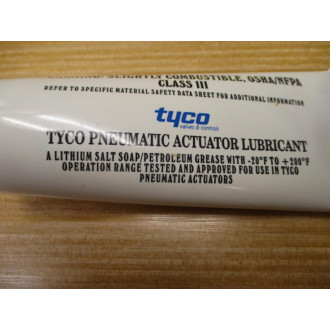 SLIGHTLY COMBUSTIBLE, OSHA/NFPA
CLASS III
REFER TO SPECIFIC MATERIAL SAFETY DATA SHEET FOR ADDITIONAL INFORMATION
tyco
valves & controls
TYCO PNEUMATIC ACTUATOR LUBRICANT
A LITHIUM SALT SOAP/PETROLEUM GREASE WITH -20°F TO +200°F
OPERATION RANGE TESTED AND APPROVED FOR USE IN TYCO
PNEUMATIC ACTUATORS